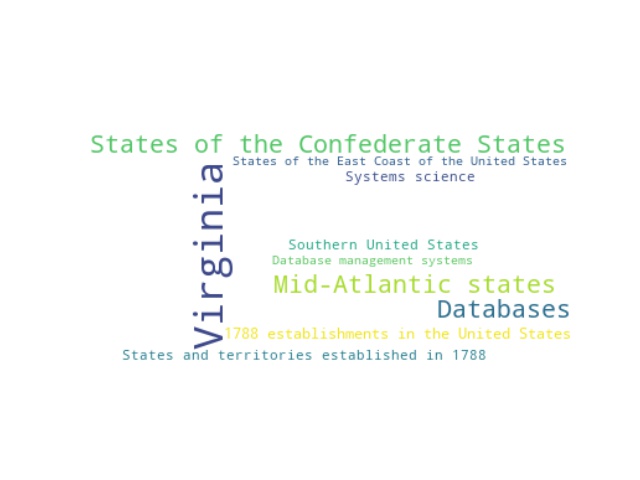 States of the Confederate States
States of the East Coast of the United States
Systems science
Virginia
Southern United States
Database management systems
Mid-Atlantic states
Databases
1788 establishments in the United States
States and territories established in 1788